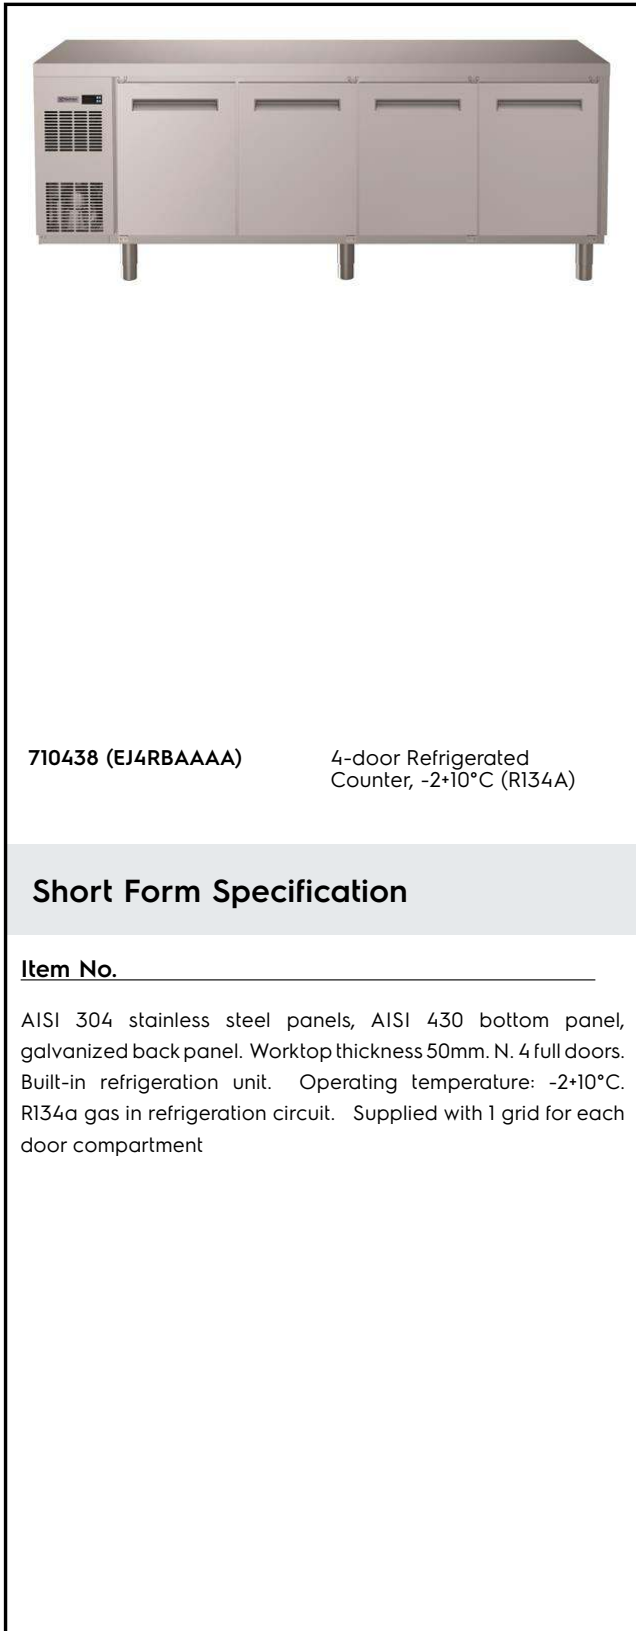 710438 (EJ4RBAAAA)
4-door Refrigerated
Counter, -2+10°C (R134A)
Short Form Specification
Item No.
AISI 304 stainless steel panels, AISI 430 bottom panel,
galvanized back panel. Worktop thickness 50mm. N. 4 full doors.
Built-in refrigeration unit. Operating temperature: -2+10°C.
R134a gas in refrigeration circuit. Supplied with 1 grid for each
door compartment